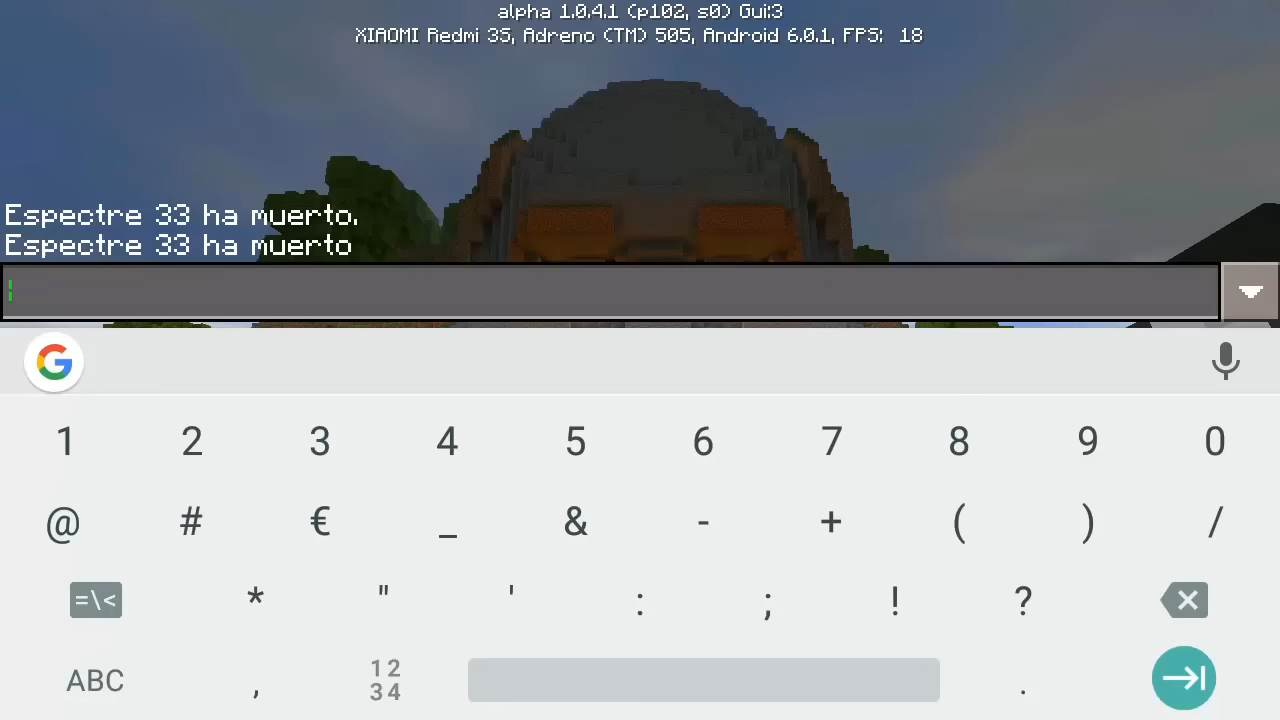 alpha 1.0.4.1 (p102, s0) Gui:3
XIAOMI Redmi 3S, Adreno (TM) 505, Android 6.0.1, FPS: 18
Espectre 33 ha muerto.
Espectre 33 ha muerto
G
1 2 3 4 5 6 7 8 9 0
@ # € _ & - + ( ) /
=\< * " ' : ; ! ?
ABC , 12 34 .